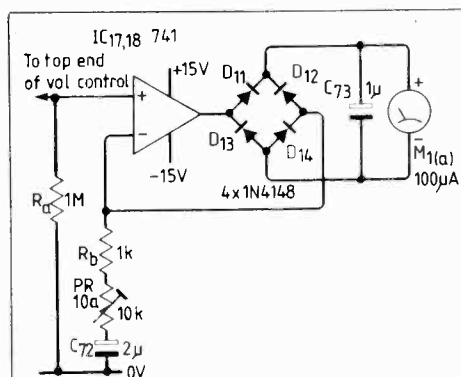 IC17,18 741
To top end
of vol control
+15V
−15V
+
−
D11
D12
D13
D14
4x1N4148
C73
1µ
+
−
M1(a)
100µA
Ra
1M
Rb
1k
PR
10a
10k
C72
2µ
0V